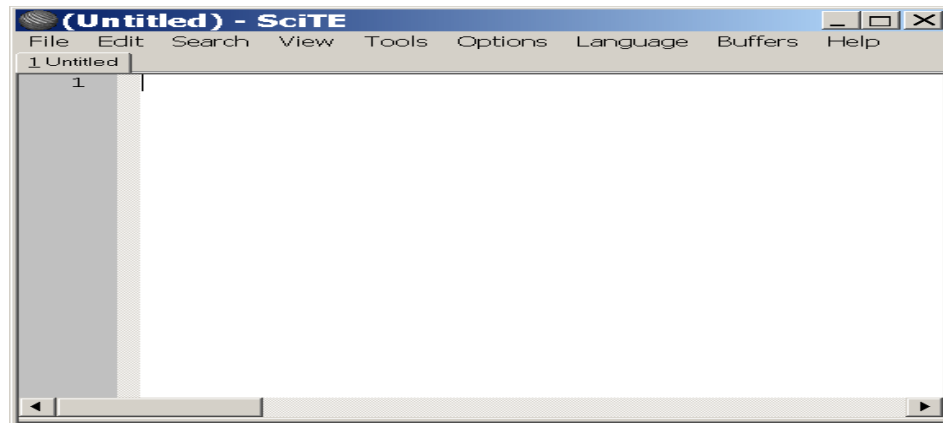 (Untitled) - SciTE
File Edit Search View Tools Options Language Buffers Help
1 Untitled
1